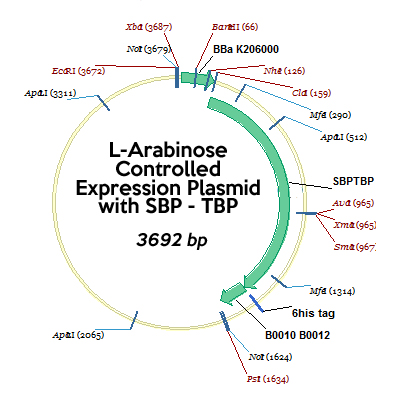 XbaI (3687)
BamHI (66)
NotI (3679)
BBa K206000
EcoRI (3672)
NheI (126)
ApaLI (3311)
ClaI (159)
MfeI (290)
ApaLI (512)
L-Arabinose
Controlled
Expression Plasmid
with SBP - TBP
3692 bp
SBPTBP
AvaI (965)
XmaI (965)
SmaI (967)
MfeI (1314)
6his tag
ApaLI (2065)
B0010 B0012
NotI (1624)
PstI (1634)